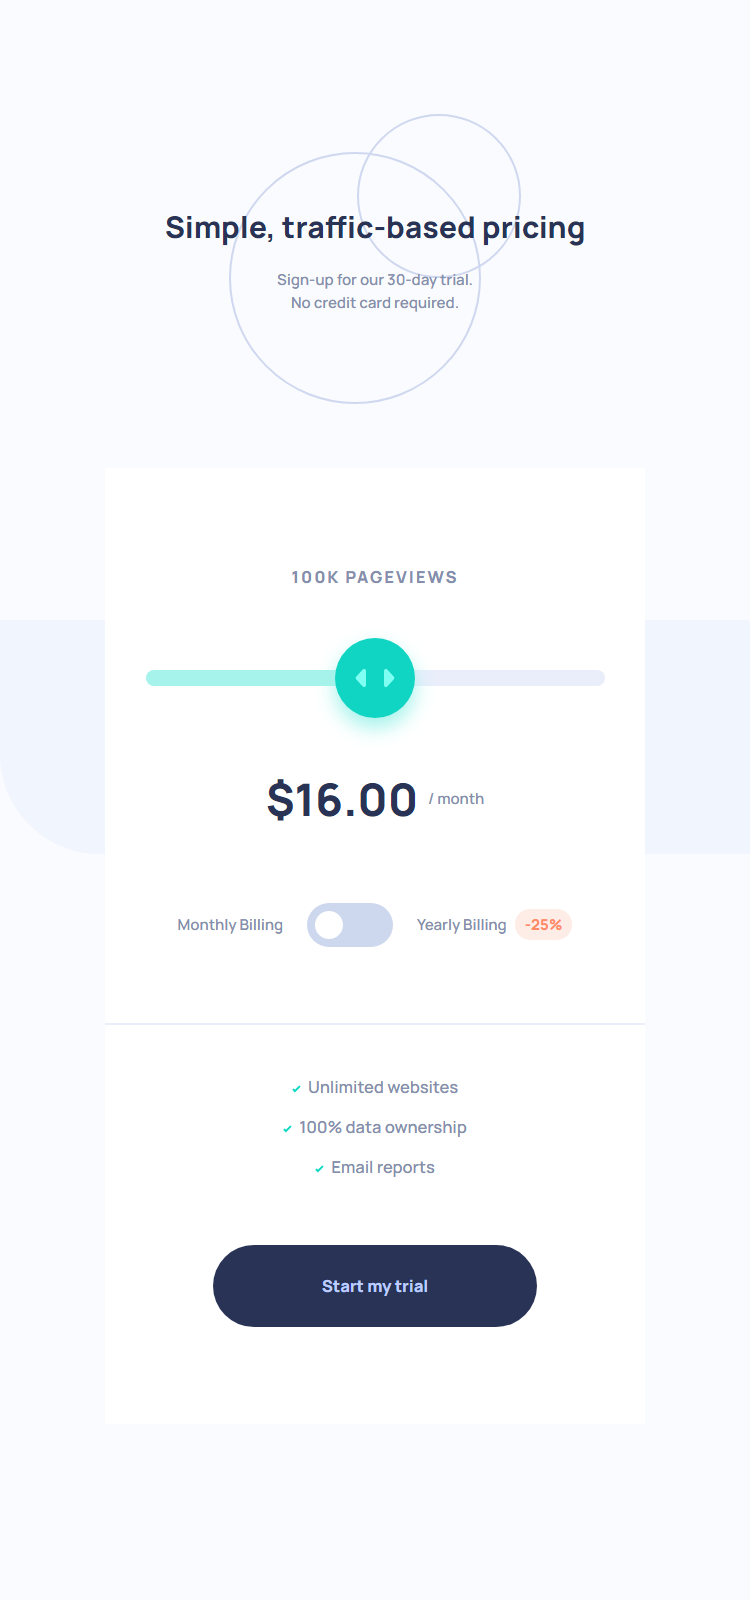 Simple, traffic-based pricing
Sign-up for our 30-day trial.
No credit card required.
100K PAGEVIEWS
$16.00 / month
Monthly Billing Yearly Billing -25%
Unlimited websites
100% data ownership
Email reports
Start my trial